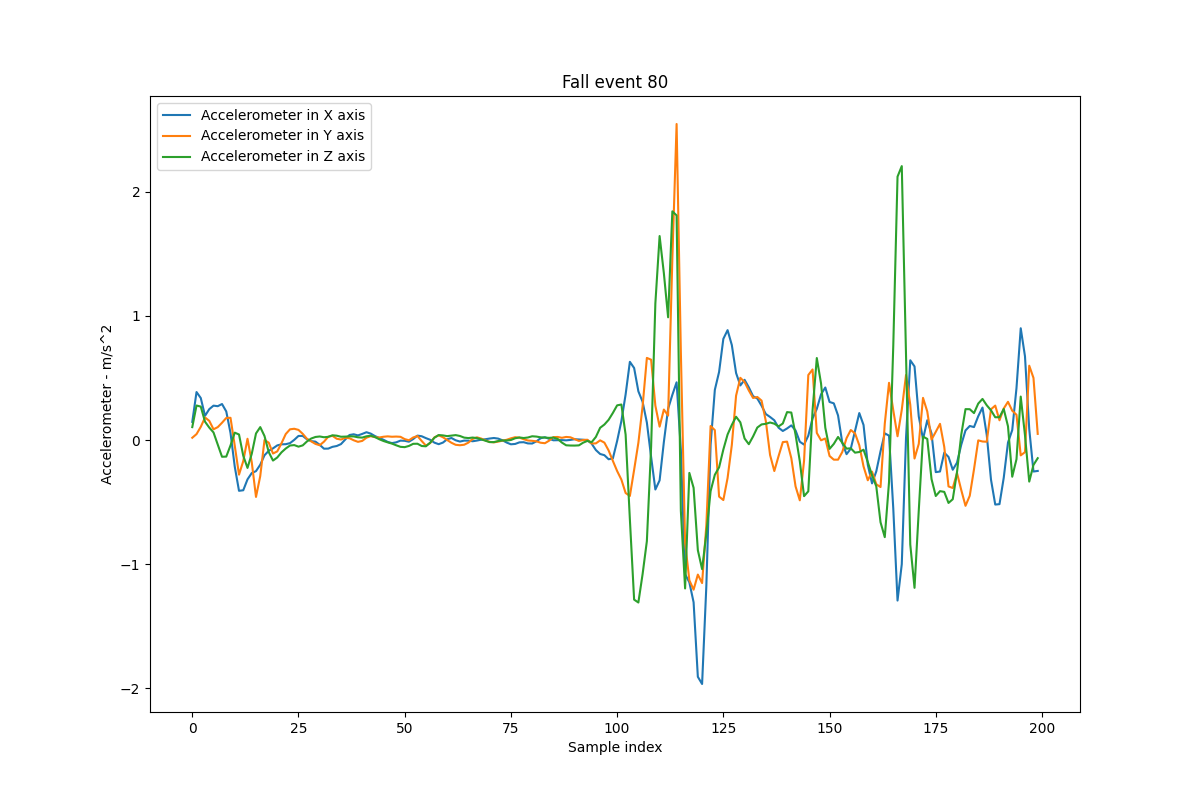 Fall event 80
Accelerometer in X axis
Accelerometer in Y axis
Accelerometer in Z axis
Accelerometer - m/s^2
2
1
0
−1
−2
0 25 50 75 100 125 150 175 200
Sample index